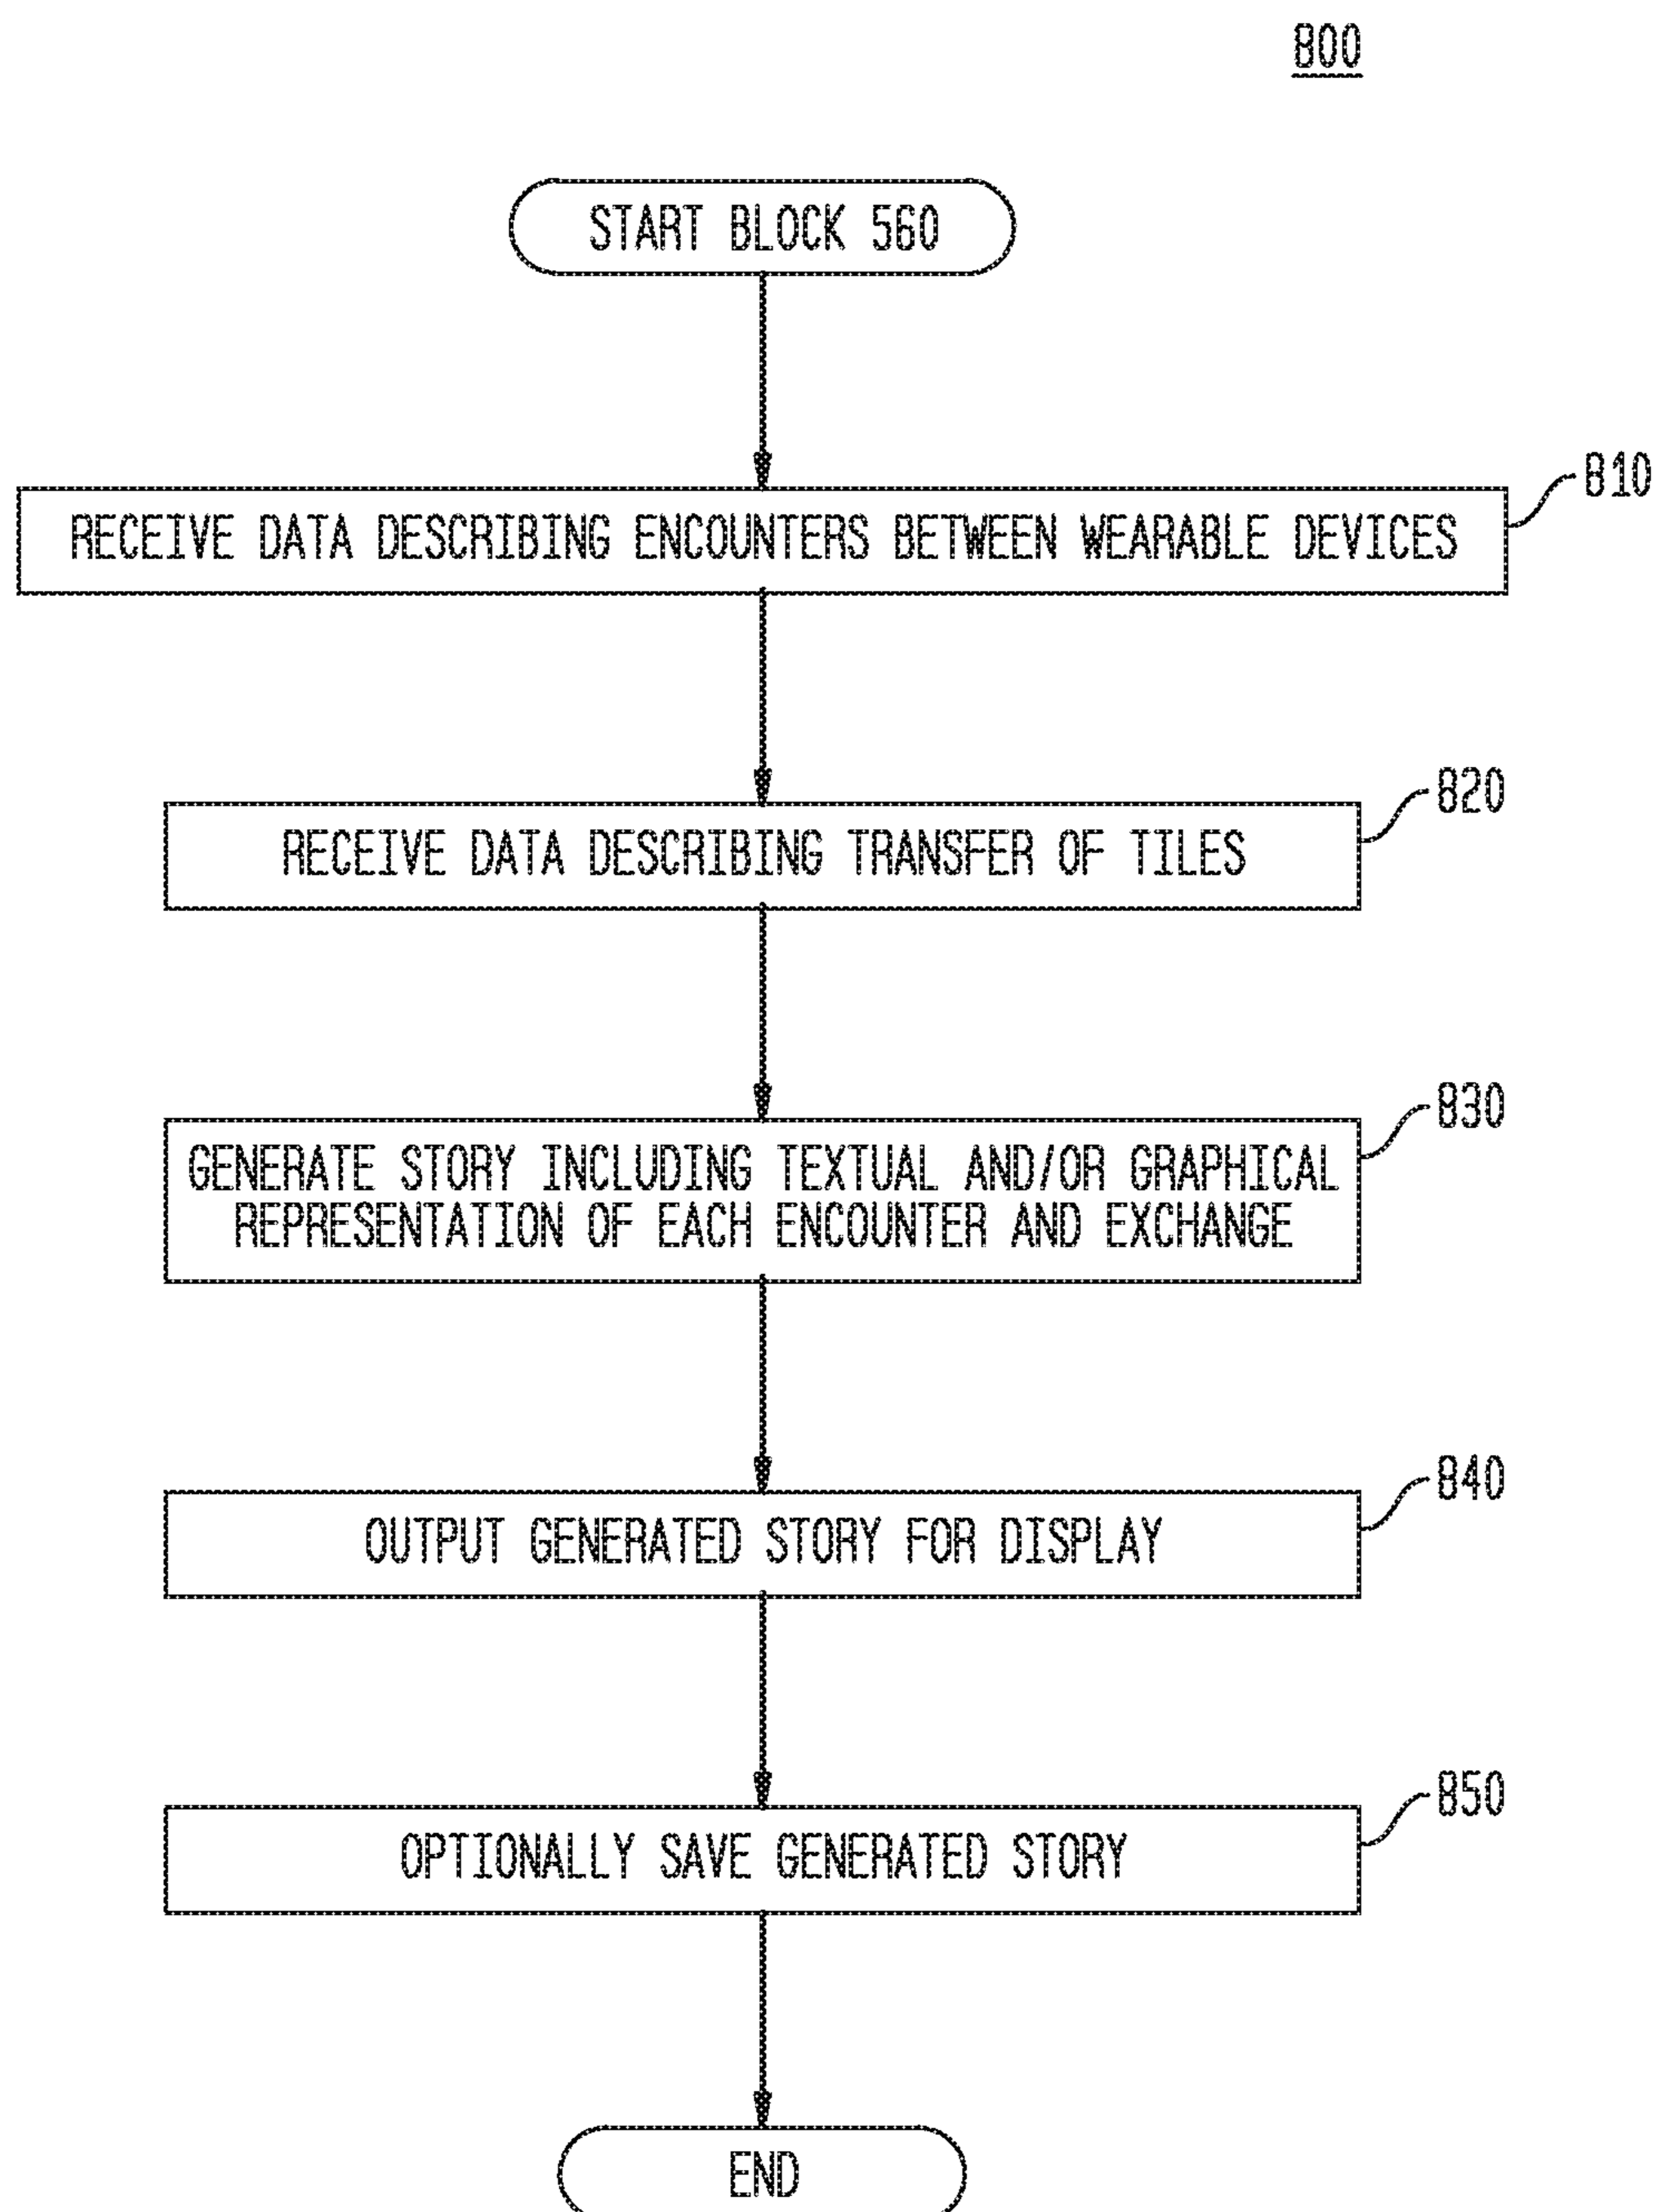 800
START BLOCK 560
810
RECEIVE DATA DESCRIBING ENCOUNTERS BETWEEN WEARABLE DEVICES
820
RECEIVE DATA DESCRIBING TRANSFER OF TILES
830
GENERATE STORY INCLUDING TEXTUAL AND/OR GRAPHICAL
REPRESENTATION OF EACH ENCOUNTER AND EXCHANGE
840
OUTPUT GENERATED STORY FOR DISPLAY
850
OPTIONALLY SAVE GENERATED STORY
END